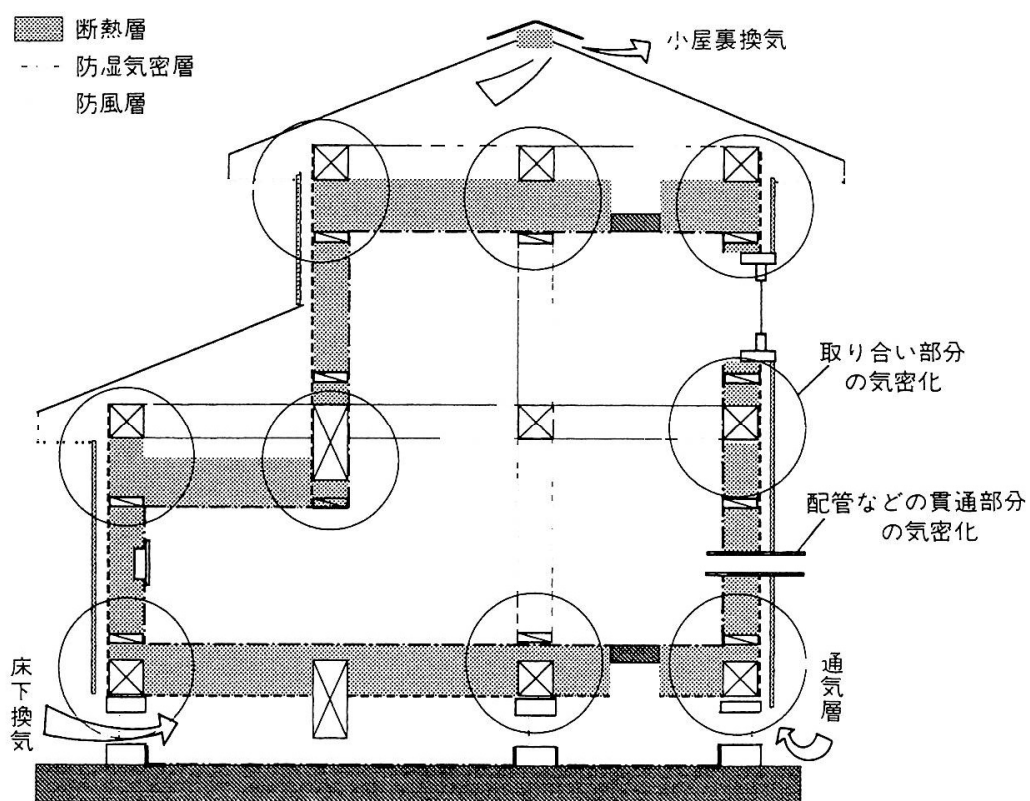 断熱層
防湿気密層
防風層
小屋裏換気
取り合い部分
の気密化
配管などの貫通部分
の気密化
床下換気
通気層